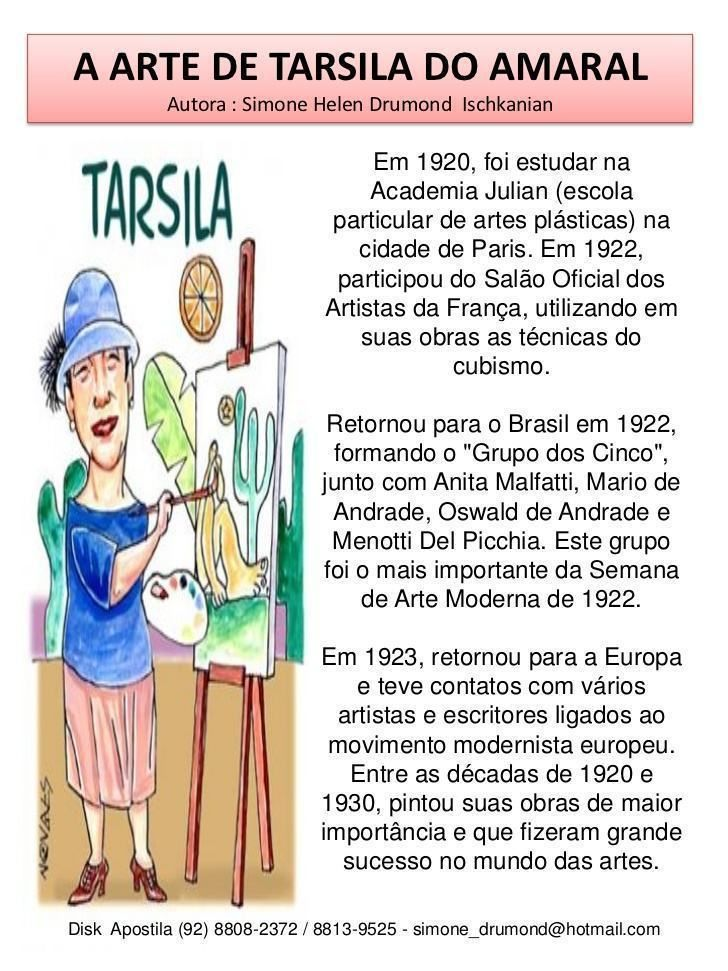 A ARTE DE TARSILA DO AMARAL
Autora : Simone Helen Drumond Ischkanian
TARSILA
Em 1920, foi estudar na
Academia Julian (escola
particular de artes plásticas) na
cidade de Paris. Em 1922,
participou do Salão Oficial dos
Artistas da França, utilizando em
suas obras as técnicas do
cubismo.
Retornou para o Brasil em 1922,
formando o "Grupo dos Cinco",
junto com Anita Malfatti, Mario de
Andrade, Oswald de Andrade e
Menotti Del Picchia. Este grupo
foi o mais importante da Semana
de Arte Moderna de 1922.
Em 1923, retornou para a Europa
e teve contatos com vários
artistas e escritores ligados ao
movimento modernista europeu.
Entre as décadas de 1920 e
1930, pintou suas obras de maior
importância e que fizeram grande
sucesso no mundo das artes.
NOVAES
Disk Apostila (92) 8808-2372 / 8813-9525 - simone_drumond@hotmail.com